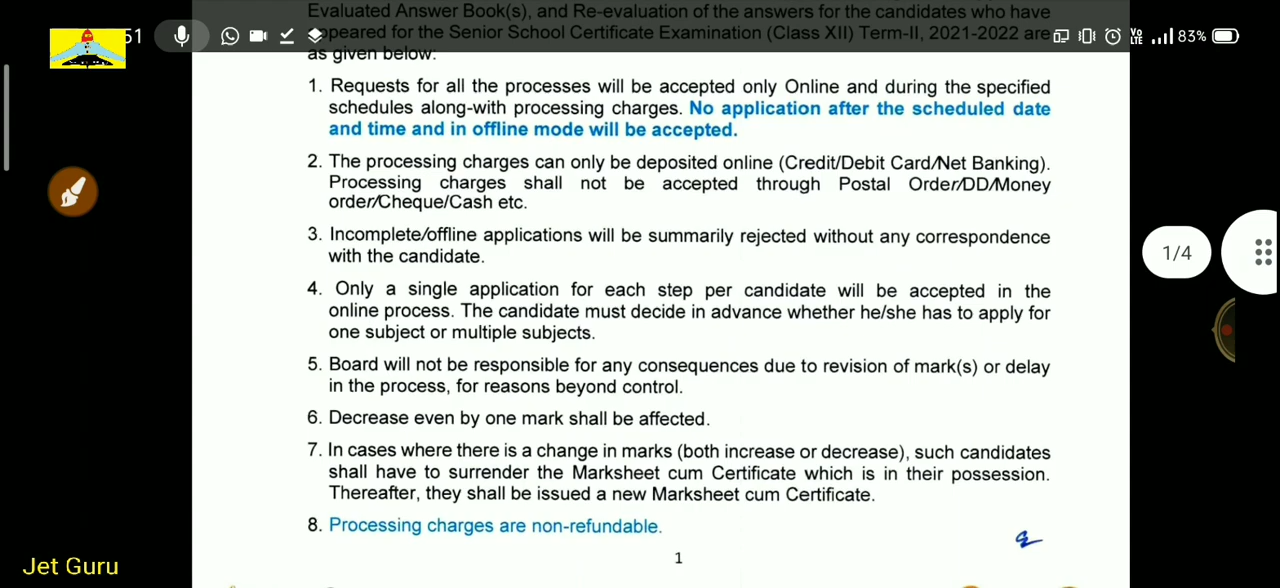 Evaluated Answer Book(s), and Re-evaluation of the answers for the candidates who have
51
83%
appeared for the Senior School Certificate Examination (Class XII) Term-II, 2021-2022 are
as given below:
1. Requests for all the processes will be accepted only Online and during the specified
schedules along-with processing charges. No application after the scheduled date
and time and in offline mode will be accepted.
2. The processing charges can only be deposited online (Credit/Debit Card/Net Banking).
Processing charges shall not be accepted through Postal Order/DD/Money
order/Cheque/Cash etc.
3. Incomplete/offline applications will be summarily rejected without any correspondence
with the candidate.
1/4
4. Only a single application for each step per candidate will be accepted in the
online process. The candidate must decide in advance whether he/she has to apply for
one subject or multiple subjects.
5. Board will not be responsible for any consequences due to revision of mark(s) or delay
in the process, for reasons beyond control.
6. Decrease even by one mark shall be affected.
7. In cases where there is a change in marks (both increase or decrease), such candidates
shall have to surrender the Marksheet cum Certificate which is in their possession.
Thereafter, they shall be issued a new Marksheet cum Certificate.
8. Processing charges are non-refundable.
1
Jet Guru